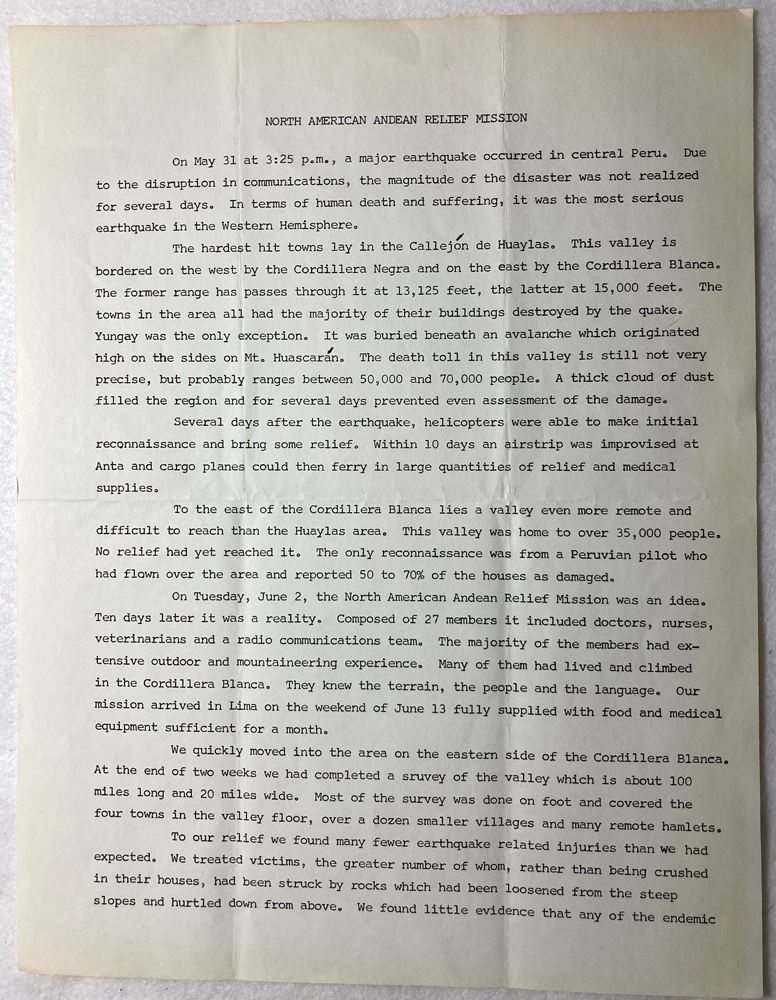 NORTH AMERICAN ANDEAN RELIEF MISSION
On May 31 at 3:25 p.m., a major earthquake occurred in central Peru. Due
to the disruption in communications, the magnitude of the disaster was not realized
for several days. In terms of human death and suffering, it was the most serious
earthquake in the Western Hemisphere.
The hardest hit towns lay in the Callejón de Huaylas. This valley is
bordered on the west by the Cordillera Negra and on the east by the Cordillera Blanca.
The former range has passes through it at 13,125 feet, the latter at 15,000 feet. The
towns in the area all had the majority of their buildings destroyed by the quake.
Yungay was the only exception. It was buried beneath an avalanche which originated
high on the sides on Mt. Huascarán. The death toll in this valley is still not very
precise, but probably ranges between 50,000 and 70,000 people. A thick cloud of dust
filled the region and for several days prevented even assessment of the damage.
Several days after the earthquake, helicopters were able to make initial
reconnaissance and bring some relief. Within 10 days an airstrip was improvised at
Anta and cargo planes could then ferry in large quantities of relief and medical
supplies.
To the east of the Cordillera Blanca lies a valley even more remote and
difficult to reach than the Huaylas area. This valley was home to over 35,000 people.
No relief had yet reached it. The only reconnaissance was from a Peruvian pilot who
had flown over the area and reported 50 to 70% of the houses as damaged.
On Tuesday, June 2, the North American Andean Relief Mission was an idea.
Ten days later it was a reality. Composed of 27 members it included doctors, nurses,
veterinarians and a radio communications team. The majority of the members had ex-
tensive outdoor and mountaineering experience. Many of them had lived and climbed
in the Cordillera Blanca. They knew the terrain, the people and the language. Our
mission arrived in Lima on the weekend of June 13 fully supplied with food and medical
equipment sufficient for a month.
We quickly moved into the area on the eastern side of the Cordillera Blanca.
At the end of two weeks we had completed a sruvey of the valley which is about 100
miles long and 20 miles wide. Most of the survey was done on foot and covered the
four towns in the valley floor, over a dozen smaller villages and many remote hamlets.
To our relief we found many fewer earthquake related injuries than we had
expected. We treated victims, the greater number of whom, rather than being crushed
in their houses, had been struck by rocks which had been loosened from the steep
slopes and hurtled down from above. We found little evidence that any of the endemic